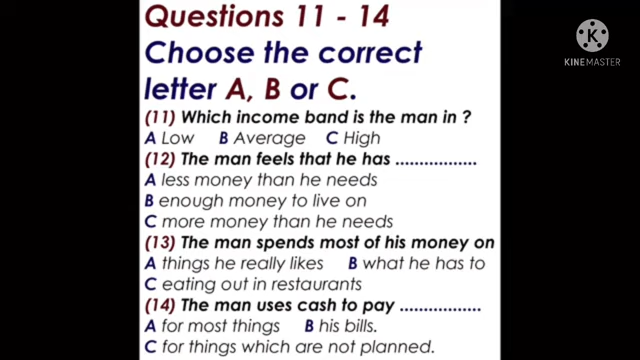 Questions 11 - 14
Choose the correct
letter A, B or C.
(11) Which income band is the man in ?
A Low B Average C High
(12) The man feels that he has .................
A less money than he needs
B enough money to live on
C more money than he needs
(13) The man spends most of his money on
A things he really likes B what he has to
C eating out in restaurants
(14) The man uses cash to pay .................
A for most things B his bills.
C for things which are not planned.
K
KINEMASTER